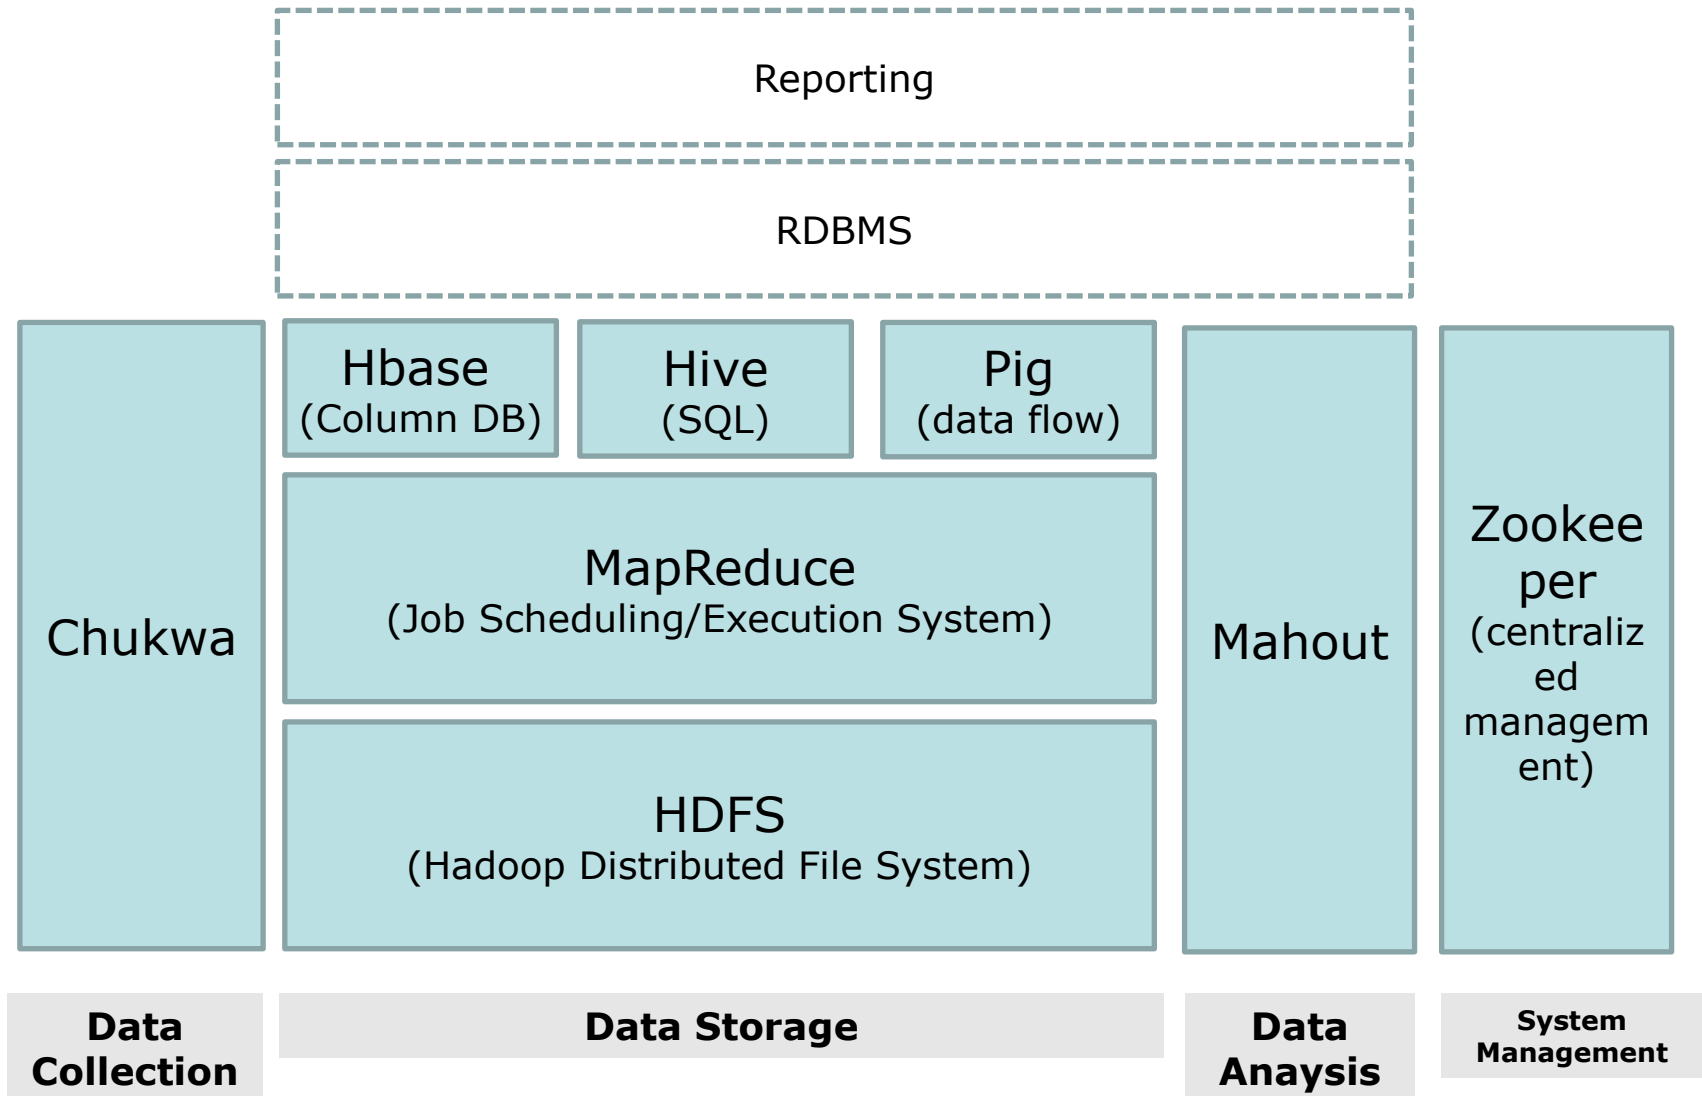 Reporting
RDBMS
Hbase
(Column DB)
Hive
(SQL)
Pig
(data flow)
MapReduce
(Job Scheduling/Execution System)
HDFS
(Hadoop Distributed File System)
Chukwa
Mahout
Zookee
per
(centraliz
ed
managem
ent)
Data
Collection
Data Storage
Data
Anaysis
System
Management